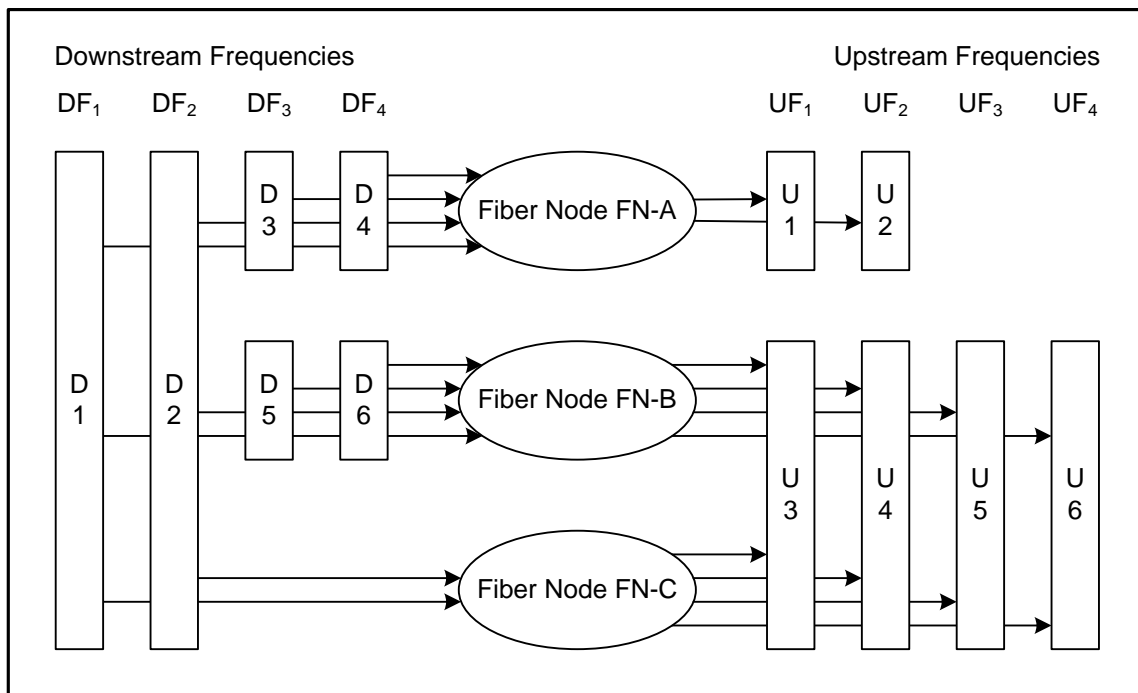 Downstream Frequencies
Upstream Frequencies
DF₁ DF₂ DF₃ DF₄
UF₁ UF₂ UF₃ UF₄
D
3
D
4
Fiber Node FN-A
U
1
U
2
D
1
D
2
D
5
D
6
Fiber Node FN-B
U
3
U
4
U
5
U
6
Fiber Node FN-C